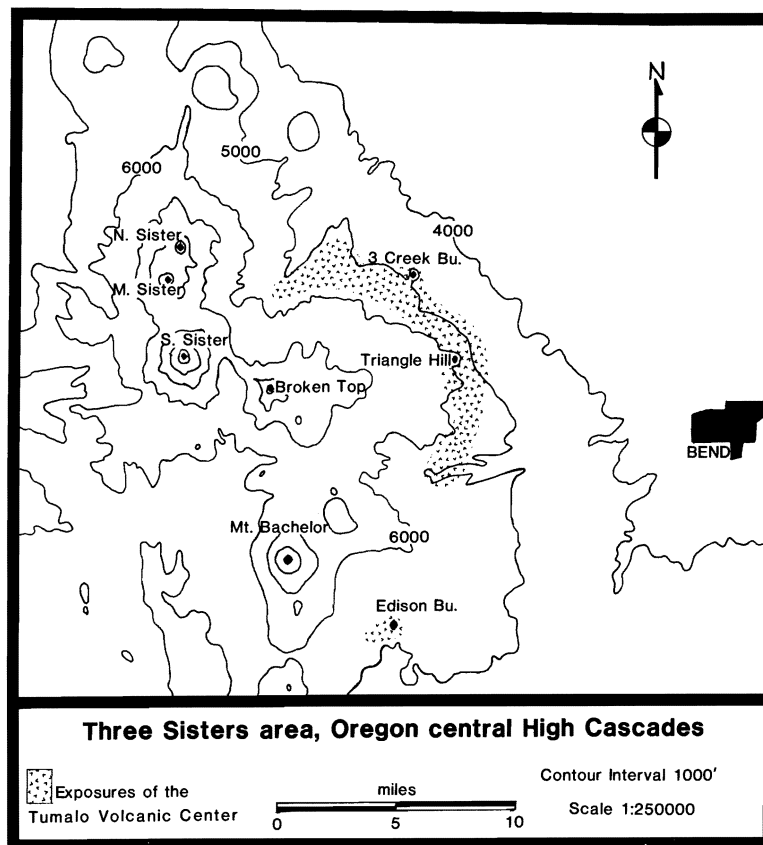 N
6000
5000
4000
N. Sister
3 Creek Bu.
M. Sister
S. Sister
Triangle Hill
Broken Top
BEND
Mt. Bachelor
6000
Edison Bu.
Three Sisters area, Oregon central High Cascades
Exposures of the
Tumalo Volcanic Center
miles
0 5 10
Contour Interval 1000'
Scale 1:250000